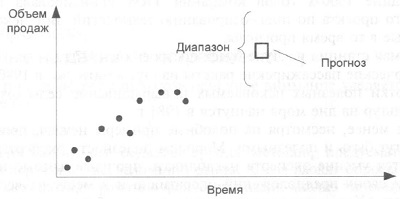 Объем
продаж
Диапазон
Прогноз
Время